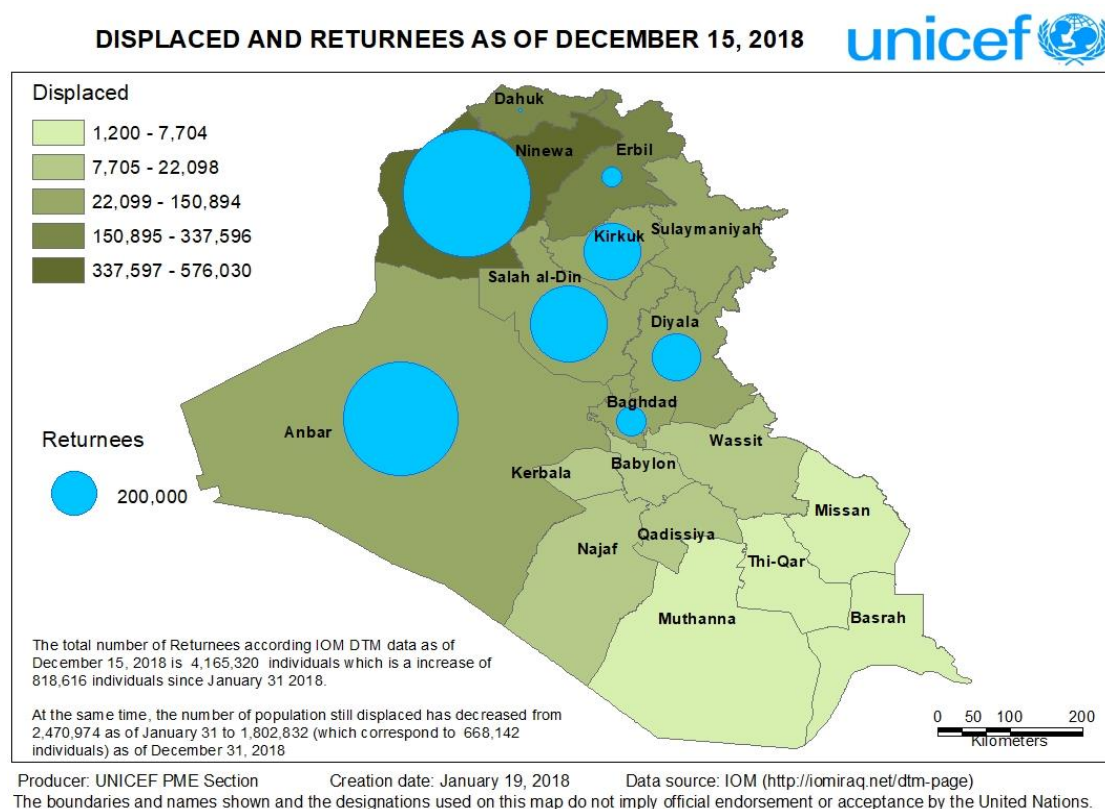 DISPLACED AND RETURNEES AS OF DECEMBER 15, 2018
unicef
Displaced
1,200 - 7,704
7,705 - 22,098
22,099 - 150,894
150,895 - 337,596
337,597 - 576,030
Dahuk
Ninewa
Erbil
Kirkuk
Sulaymaniyah
Salah al-Din
Diyala
Baghdad
Anbar
Wassit
Kerbala
Babylon
Missan
Najaf
Qadissiya
Thi-Qar
Muthanna
Basrah
Returnees
200,000
The total number of Returnees according IOM DTM data as of
December 15, 2018 is 4,165,320 individuals which is a increase of
818,616 individuals since January 31 2018.
At the same time, the number of population still displaced has decreased from
2,470,974 as of January 31 to 1,802,832 (which correspond to 668,142
individuals) as of December 31, 2018
0 50 100 200
Kilometers
Producer: UNICEF PME Section Creation date: January 19, 2018 Data source: IOM (http://iomiraq.net/dtm-page)
The boundaries and names shown and the designations used on this map do not imply official endorsement or acceptance by the United Nations.